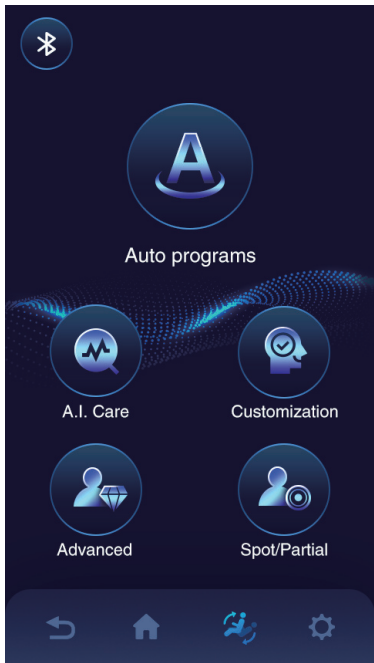 A
Auto programs
A.I. Care
Customization
Advanced
Spot/Partial